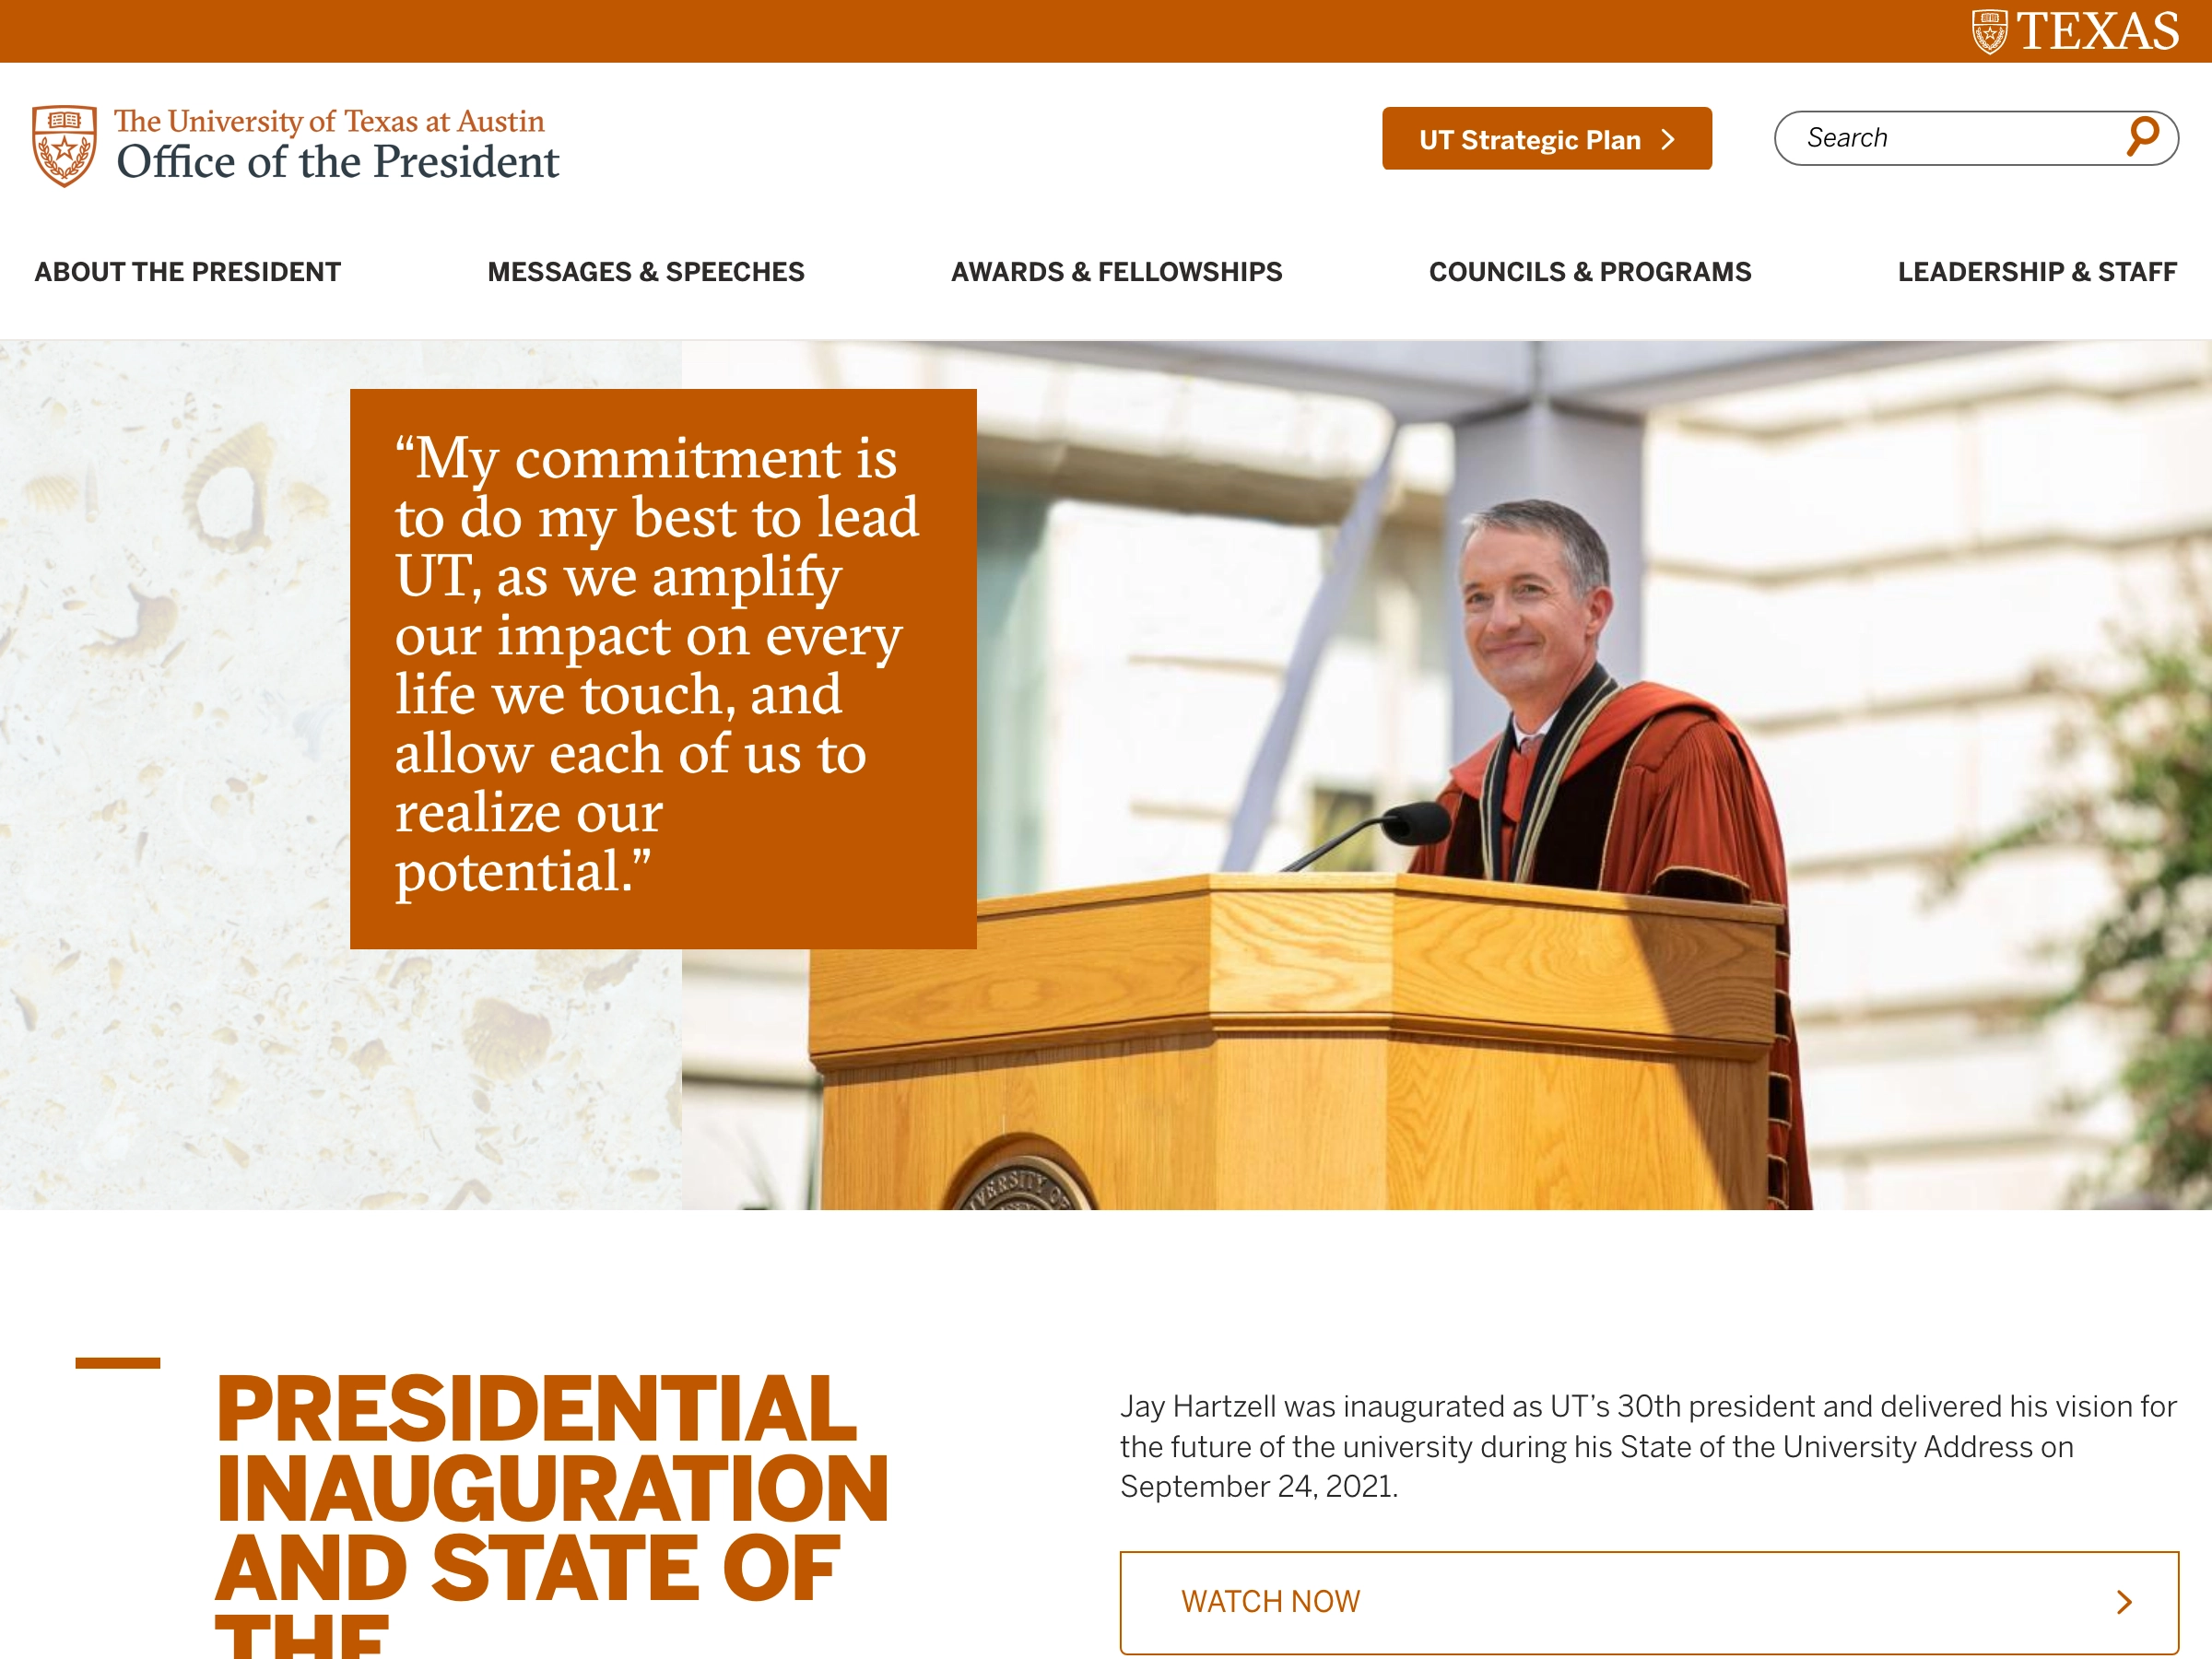 TEXAS
The University of Texas at Austin
Office of the President
UT Strategic Plan
Search
ABOUT THE PRESIDENT
MESSAGES & SPEECHES
AWARDS & FELLOWSHIPS
COUNCILS & PROGRAMS
LEADERSHIP & STAFF
“My commitment is
to do my best to lead
UT, as we amplify
our impact on every
life we touch, and
allow each of us to
realize our
potential.”
VERSITY OF
PRESIDENTIAL
INAUGURATION
AND STATE OF
THE
Jay Hartzell was inaugurated as UT’s 30th president and delivered his vision for
the future of the university during his State of the University Address on
September 24, 2021.
WATCH NOW